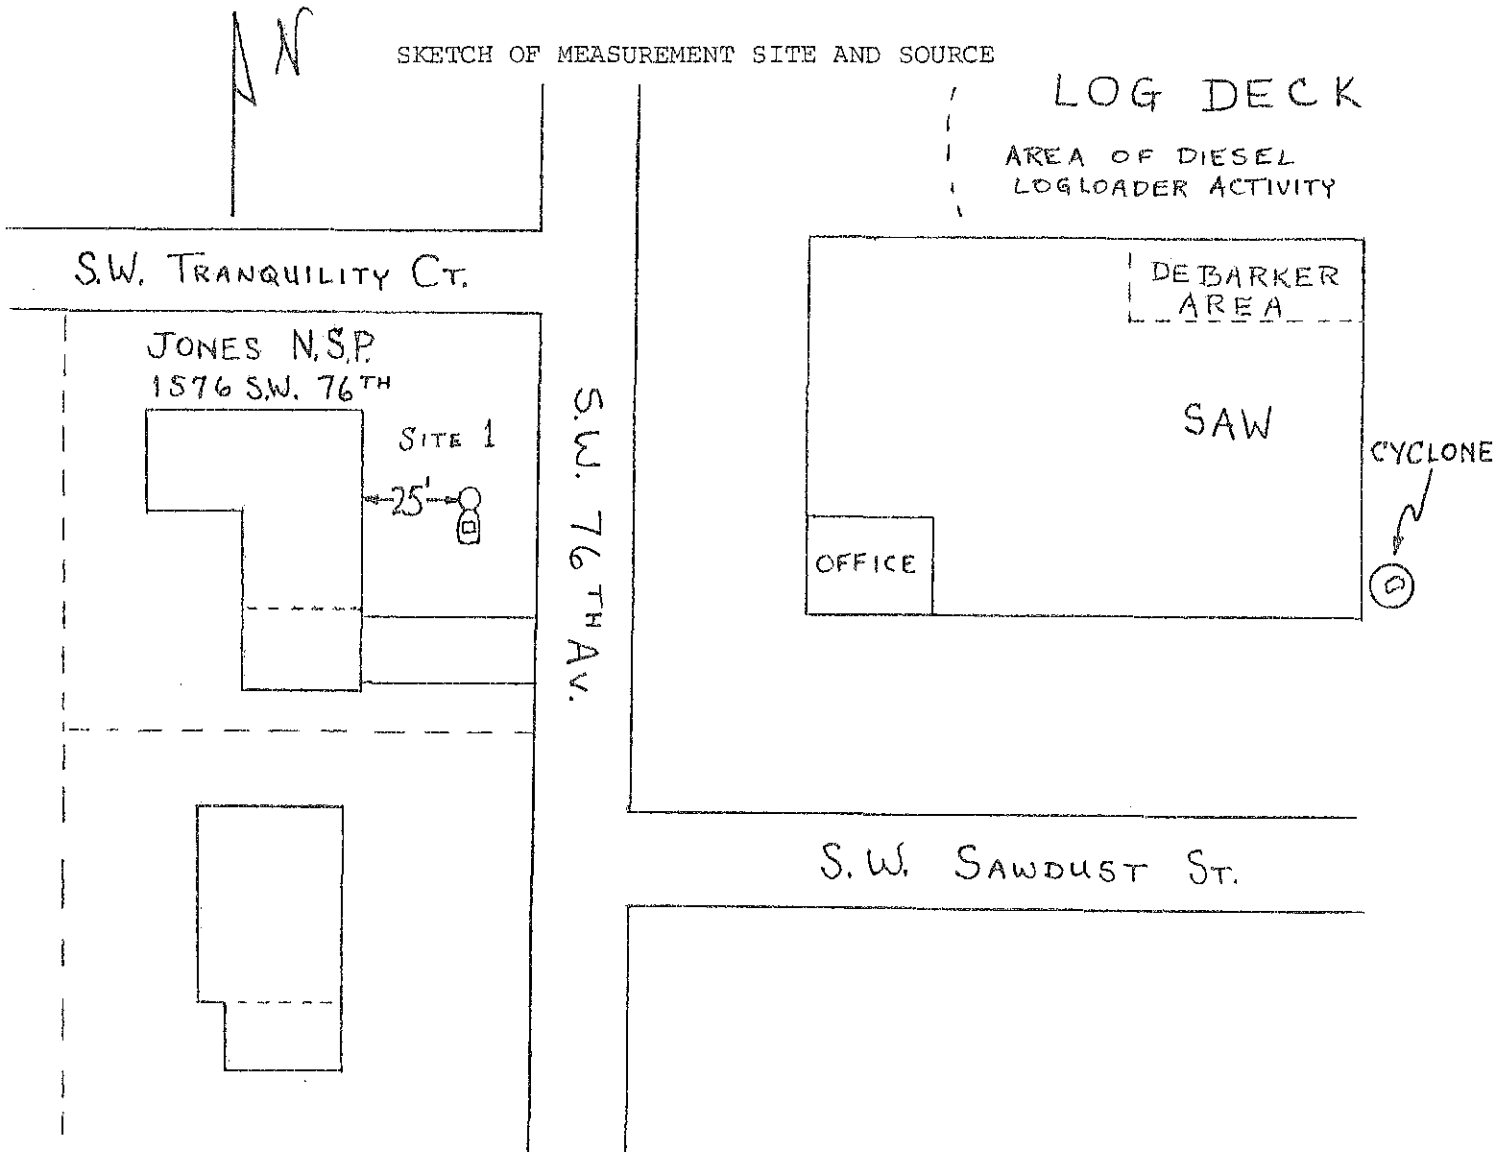 N
SKETCH OF MEASUREMENT SITE AND SOURCE
LOG DECK
AREA OF DIESEL
LOGLOADER ACTIVITY
S.W. TRANQUILITY CT.
DEBARKER
AREA
JONES N.S.P.
1576 S.W. 76TH
SITE 1
25'
S.W. 76TH AV.
SAW
CYCLONE
OFFICE
S.W. SAWDUST ST.